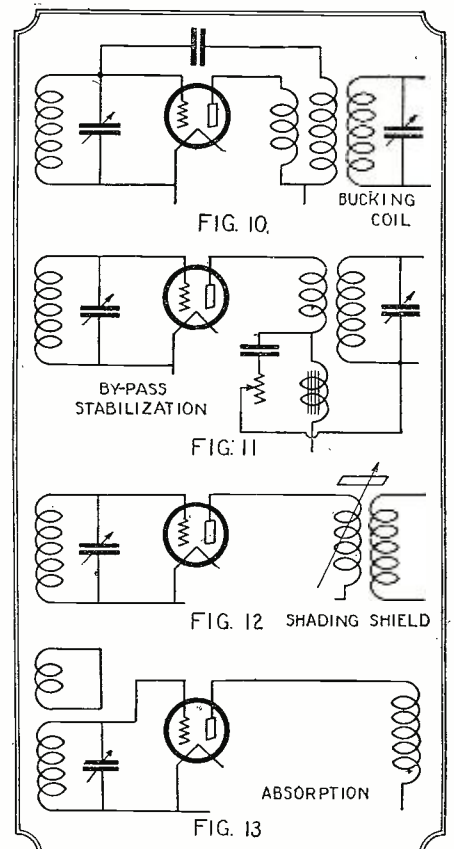 BUCKING
COIL
FIG. 10.
BY-PASS
STABILIZATION
FIG. 11
FIG. 12
SHADING SHIELD
ABSORPTION
FIG. 13